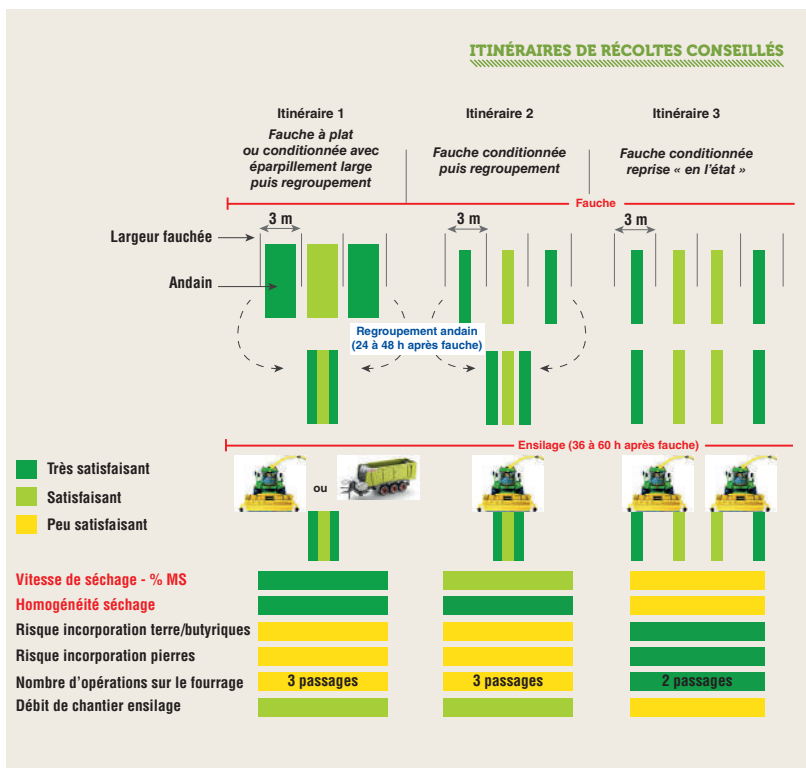 ITINÉRAIRES DE RÉCOLTES CONSEILLÉS
Itinéraire 1
Fauche à plat
ou conditionnée avec
éparpillement large
puis regroupement
Itinéraire 2
Fauche conditionnée
puis regroupement
Itinéraire 3
Fauche conditionnée
reprise « en l'état »
Fauche
3 m
3 m
3 m
Largeur fauchée
Andain
Regroupement andain
(24 à 48 h après fauche)
Ensilage (36 à 60 h après fauche)
Très satisfaisant
Satisfaisant
Peu satisfaisant
ou
Vitesse de séchage - % MS
Homogénéité séchage
Risque incorporation terre/butyriques
Risque incorporation pierres
Nombre d'opérations sur le fourrage
3 passages
3 passages
2 passages
Débit de chantier ensilage